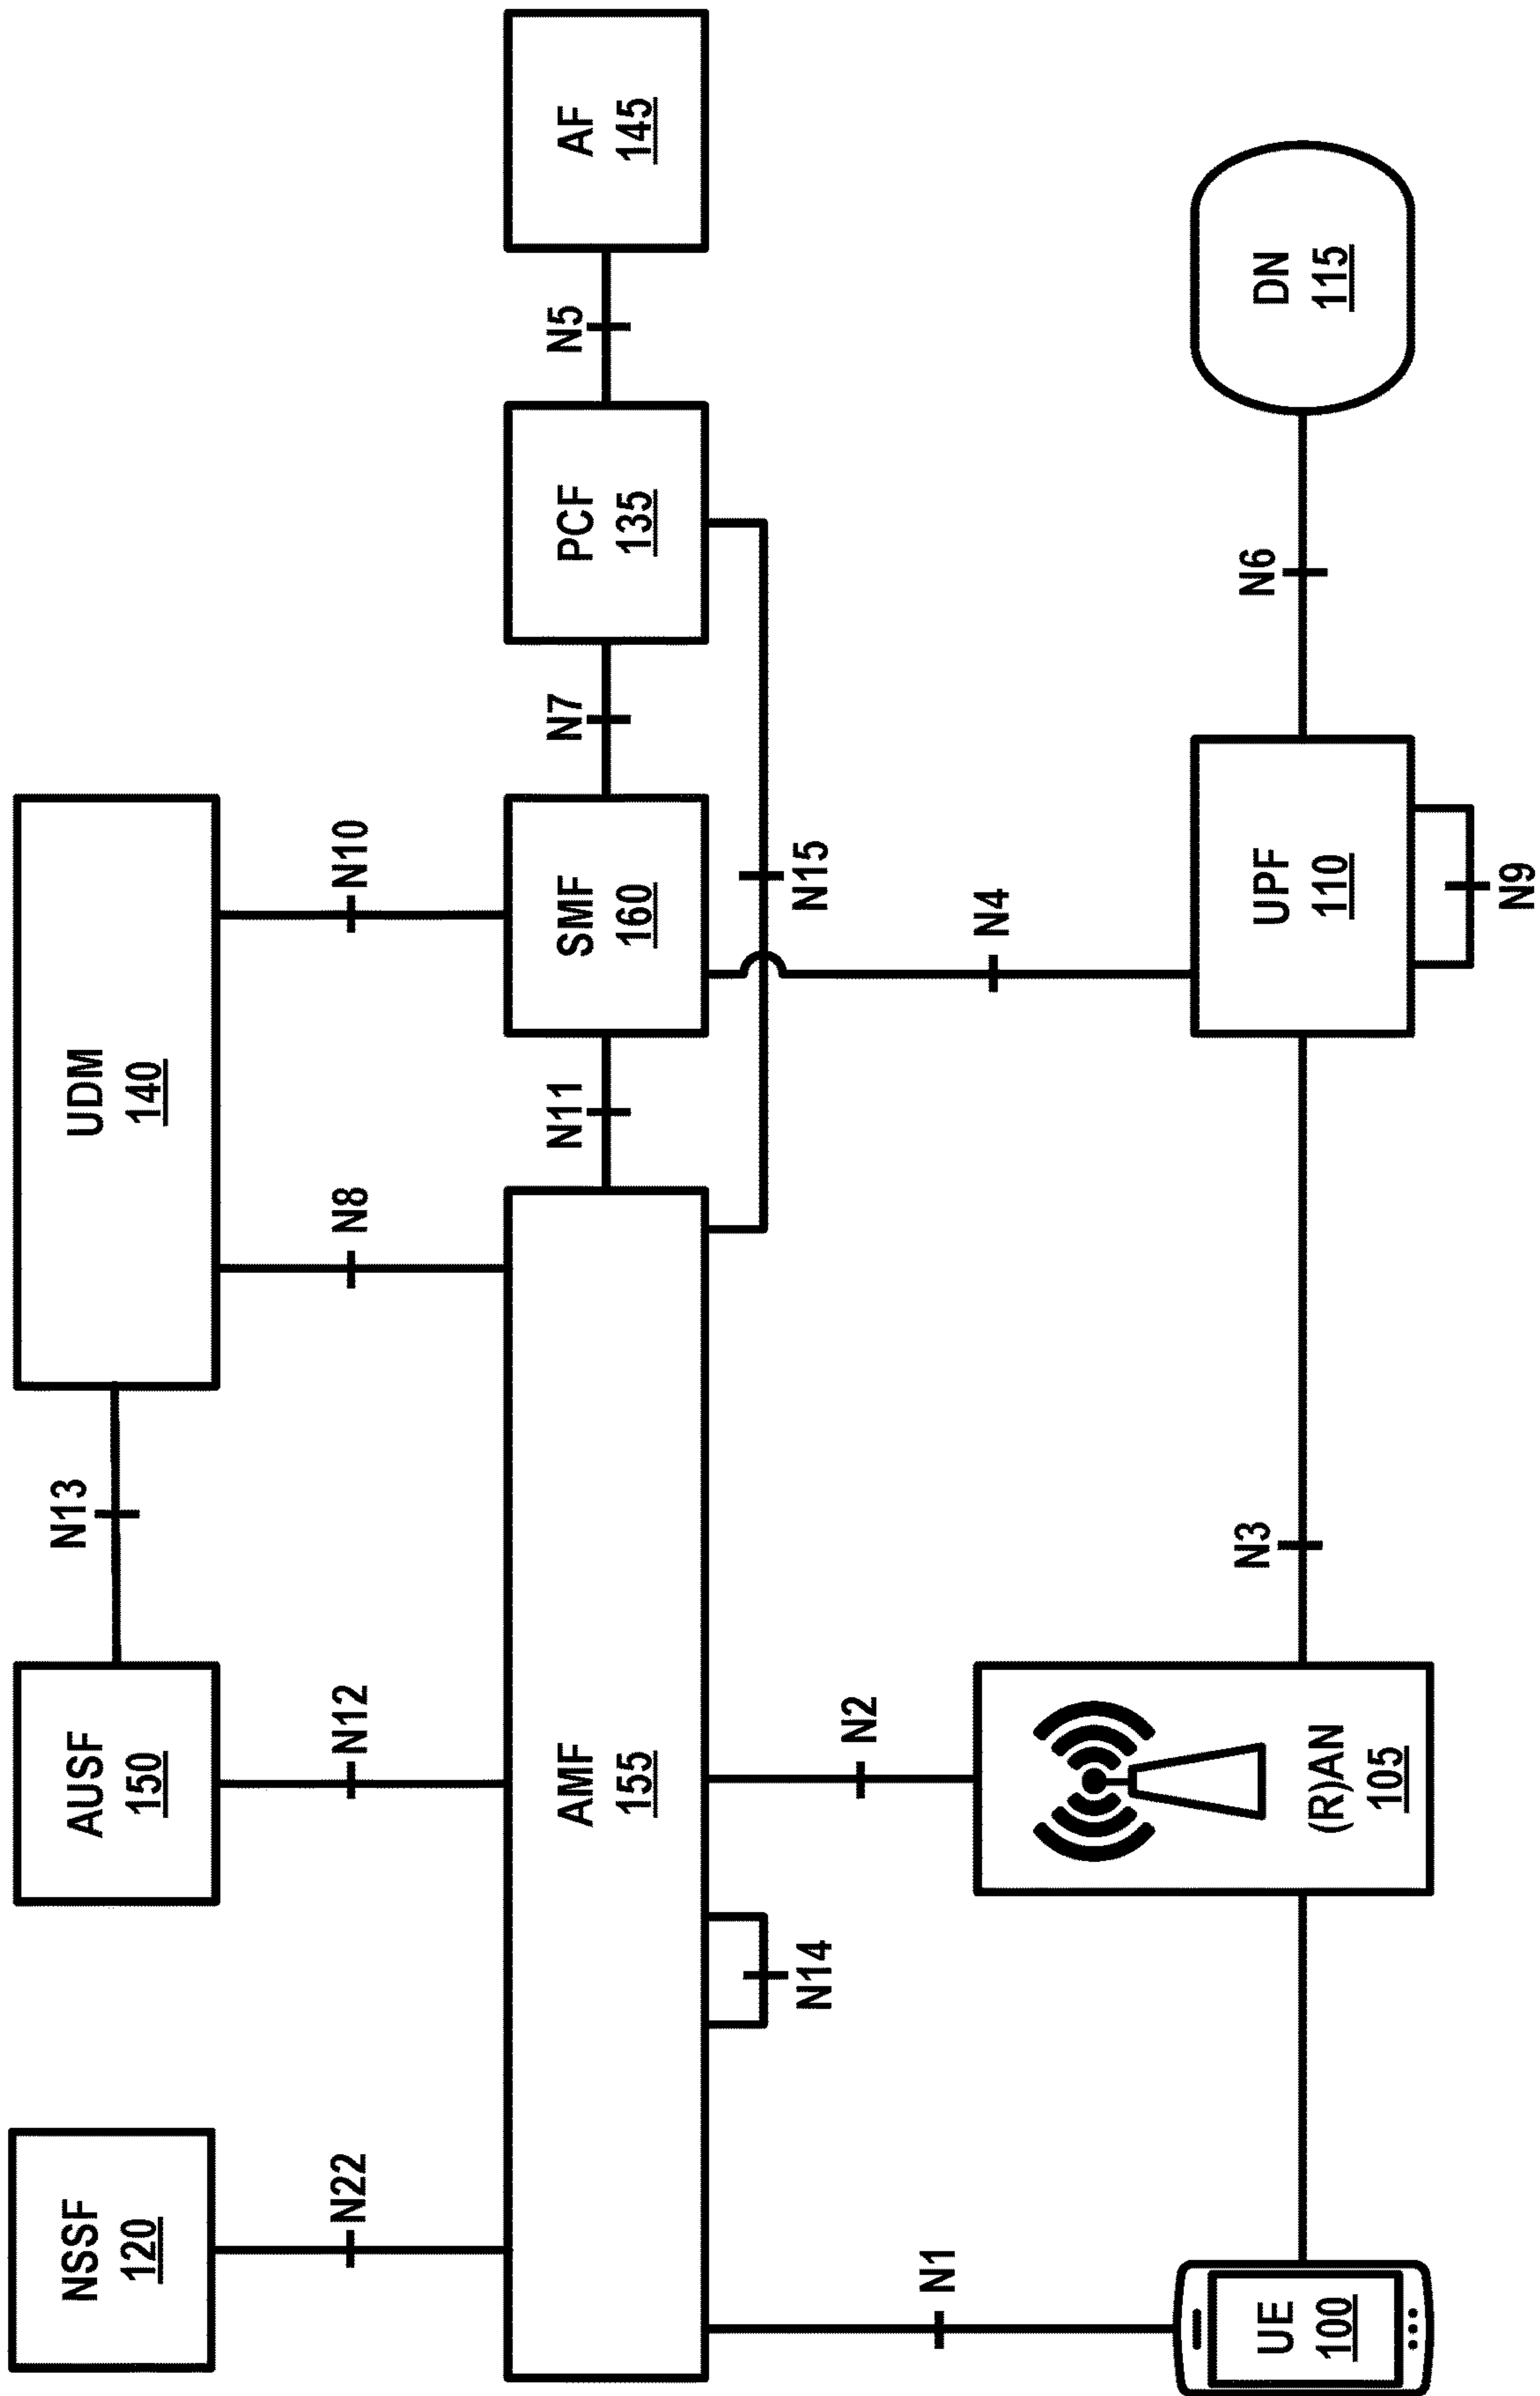 NSSF
120
AUSF
150
N13
UDM
140
N22
N12
N8
N10
AMF
155
N11
SMF
160
N7
PCF
135
N5
AF
145
N14
N15
N1
N2
N4
UE
100
(R)AN
105
N3
UPF
110
N6
DN
115
N9